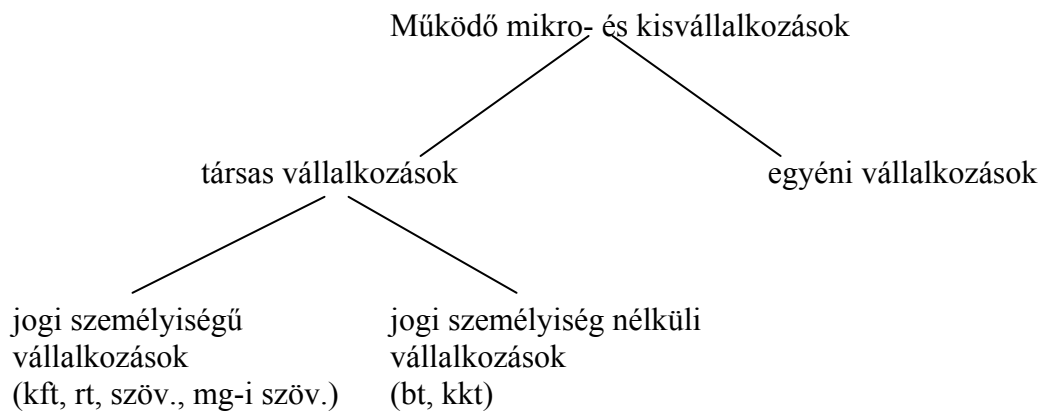 Működő mikro- és kisvállalkozások
társas vállalkozások
egyéni vállalkozások
jogi személyiségű
vállalkozások
(kft, rt, szöv., mg-i szöv.)
jogi személyiség nélküli
vállalkozások
(bt, kkt)